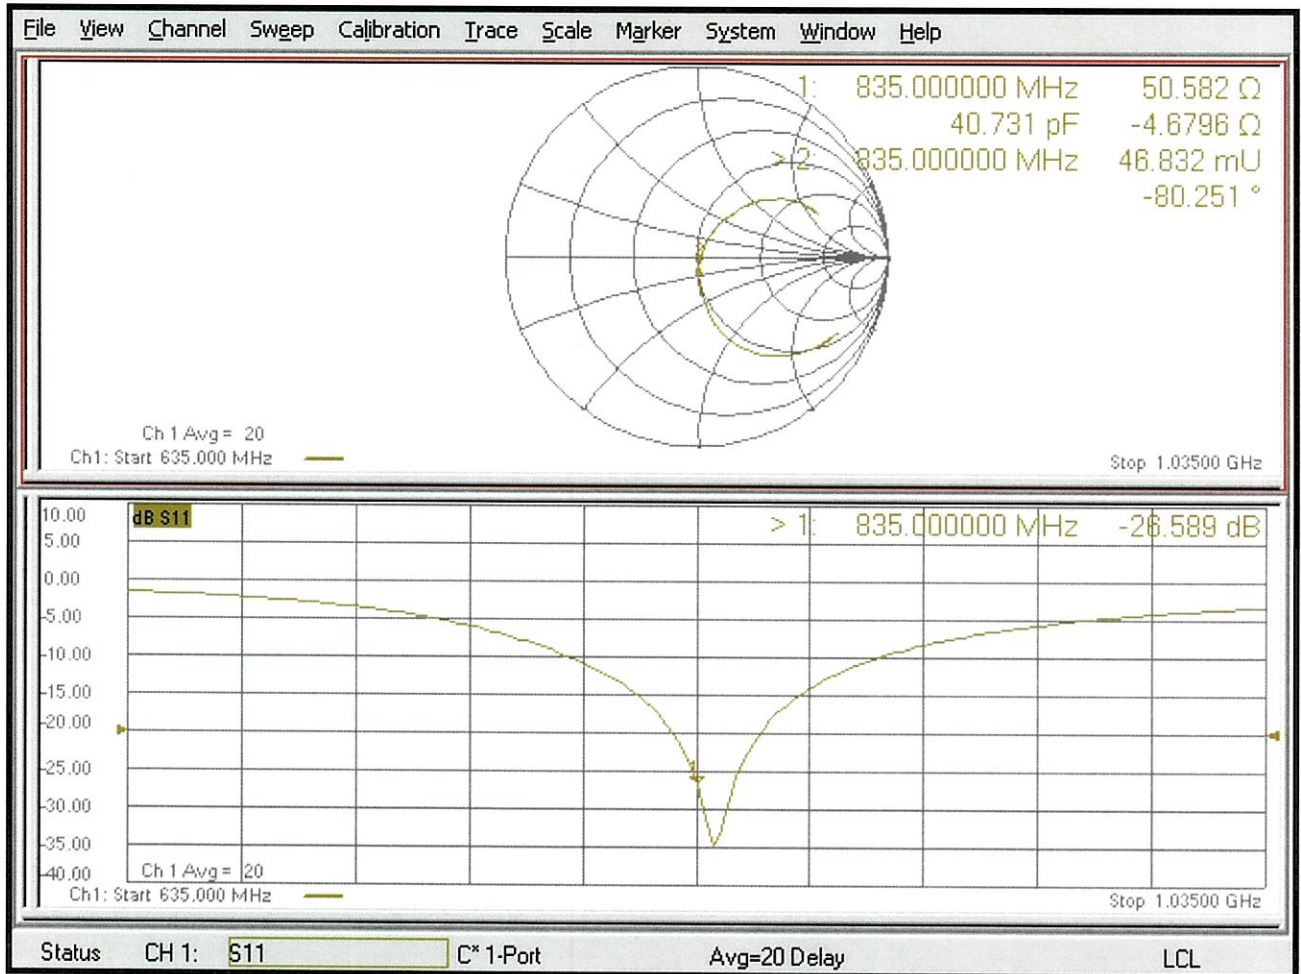 File View Channel Sweep Calibration Trace Scale Marker System Window Help
1: 835.000000 MHz 50.582 Ω
40.731 pF -4.6796 Ω
> 2: 835.000000 MHz 46.832 mU
-80.251 °
Ch 1 Avg = 20
Ch1: Start 635.000 MHz
Stop 1.03500 GHz
10.00
dB S11
> 1: 835.000000 MHz -26.589 dB
5.00
0.00
-5.00
-10.00
-15.00
-20.00
-25.00
1
-30.00
-35.00
-40.00
Ch 1 Avg = 20
Ch1: Start 635.000 MHz
Stop 1.03500 GHz
Status CH 1: S11 C* 1-Port Avg=20 Delay LCL